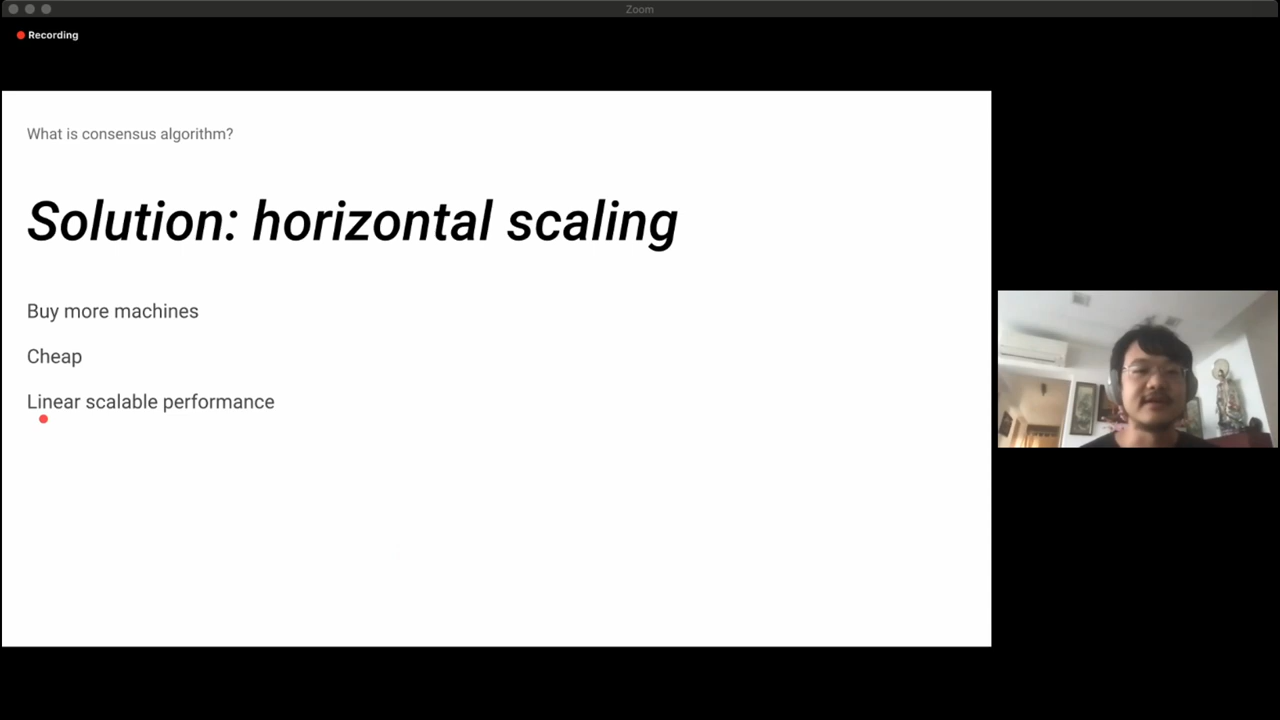 Zoom
Recording
What is consensus algorithm?
Solution: horizontal scaling
Buy more machines
Cheap
Linear scalable performance